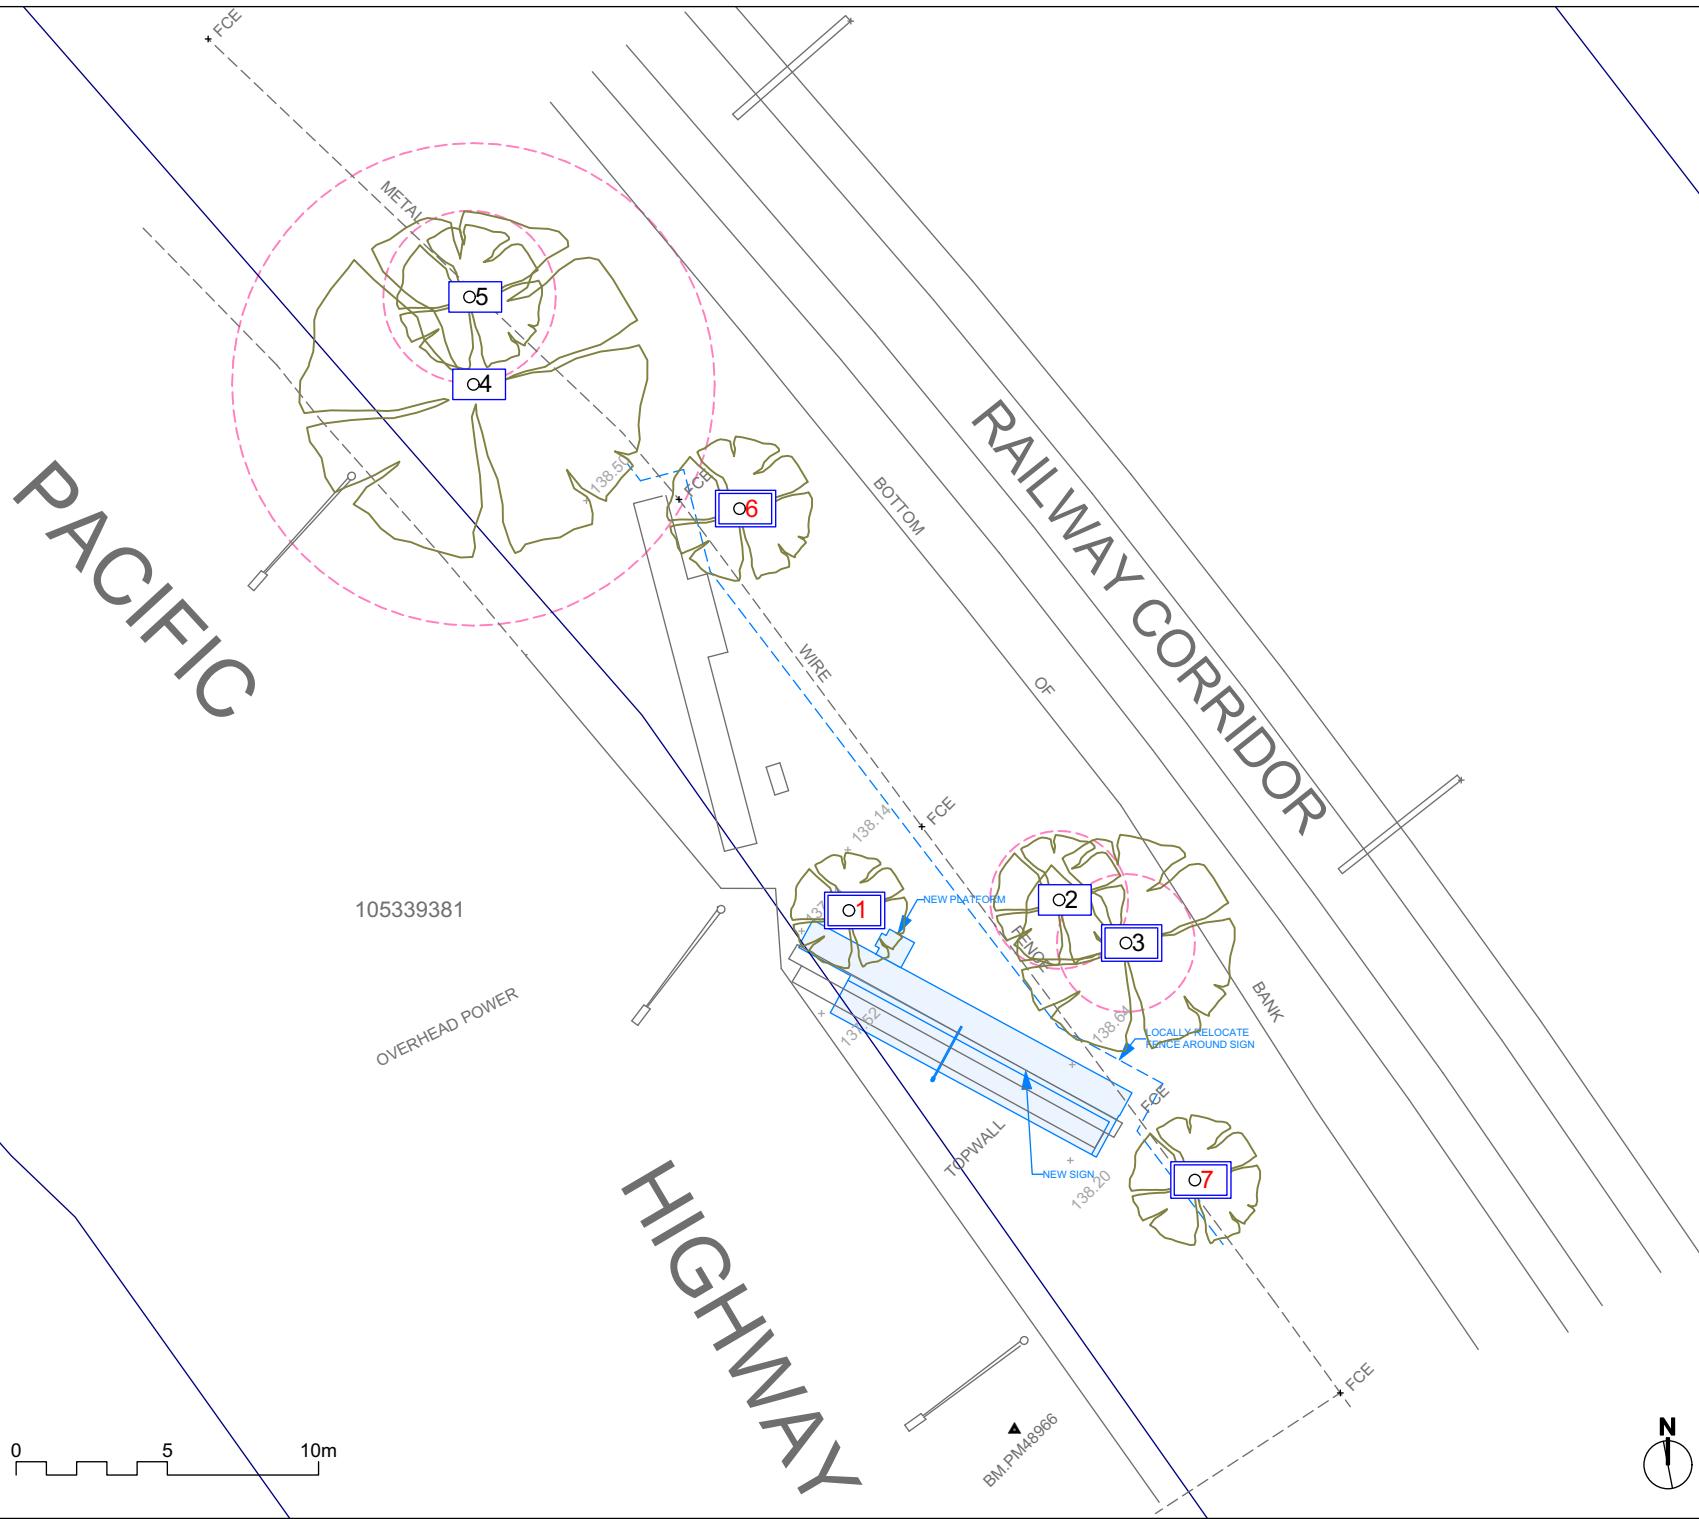 FCE
METAL
5
4
138.50
FCE
6
BOTTOM
RAILWAY CORRIDOR
PACIFIC
WIRE
OF
138.14
FCE
1
NEW PLATFORM
2
3
FENCE
105339381
OVERHEAD POWER
137.52
138.64
BANK
LOCALLY RELOCATE
FENCE AROUND SIGN
FCE
TOPWALL
NEW SIGN
138.20
7
HIGHWAY
FCE
BM.PM48966
0 5 10m
N